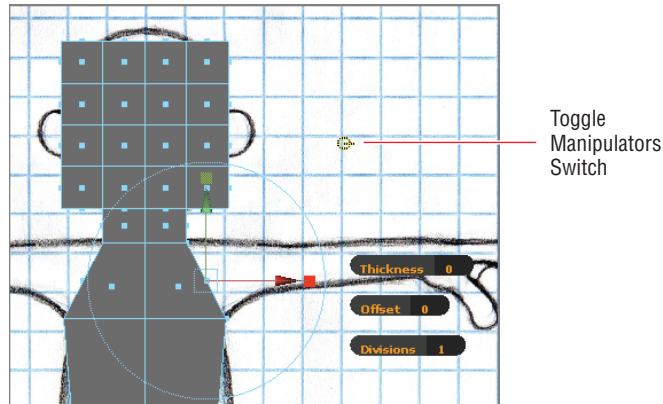 Toggle
Manipulators
Switch
Thickness 0
Offset 0
Divisions 1